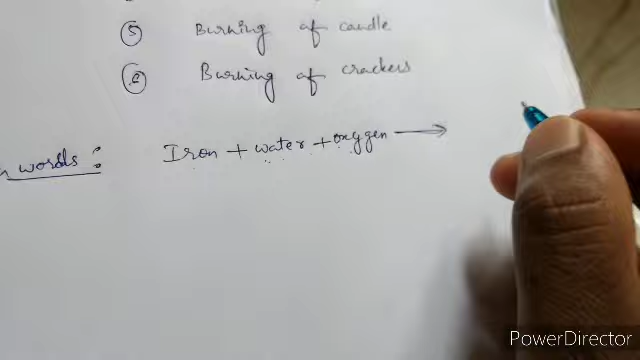 ⑤ Burning of candle
⑥ Burning of crackers
words : Iron + water + oxygen ⟶
PowerDirector